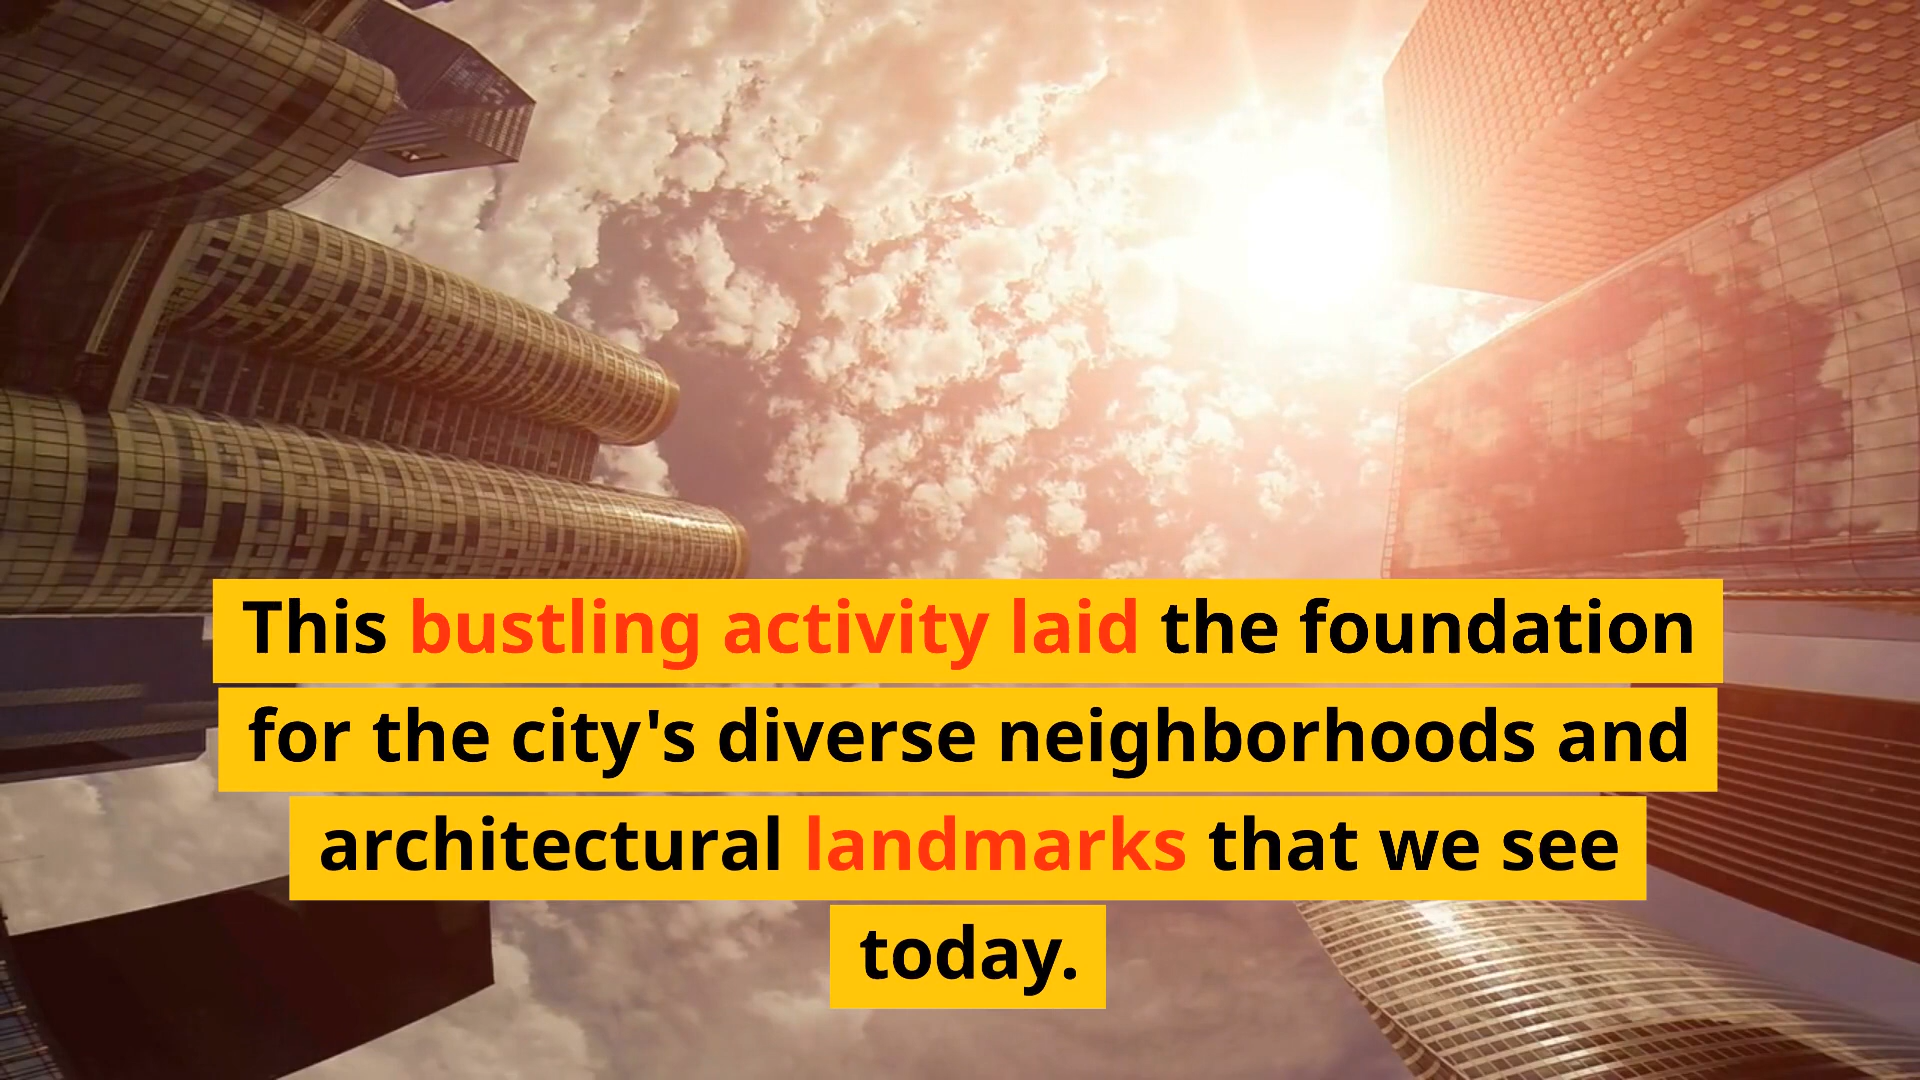 This bustling activity laid the foundation
for the city's diverse neighborhoods and
architectural landmarks that we see
today.